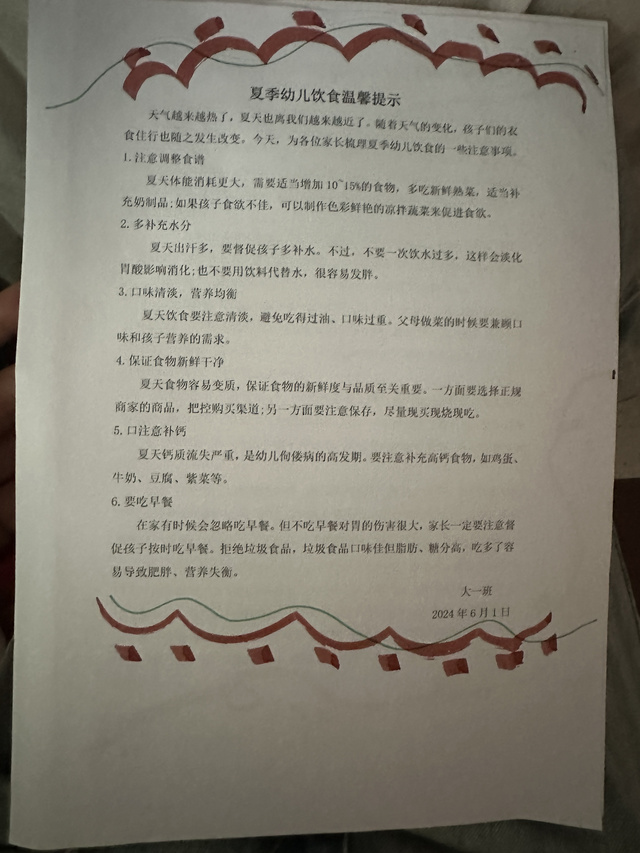 夏季幼儿饮食温馨提示
天气越来越热了，夏天也离我们越来越近了。随着天气的变化，孩子们的衣
食住行也随之发生改变。今天，为各位家长梳理夏季幼儿饮食的一些注意事项。
1.注意调整食谱
夏天体能消耗更大，需要适当增加10~15%的食物，多吃新鲜熟菜，适当补
充奶制品;如果孩子食欲不佳，可以制作色彩鲜艳的凉拌蔬菜来促进食欲。
2.多补充水分
夏天出汗多，要督促孩子多补水。不过，不要一次饮水过多，这样会淡化
胃酸影响消化;也不要用饮料代替水，很容易发胖。
3.口味清淡，营养均衡
夏天饮食要注意清淡，避免吃得过油、口味过重。父母做菜的时候要兼顾口
味和孩子营养的需求。
4.保证食物新鲜干净
夏天食物容易变质，保证食物的新鲜度与品质至关重要。一方面要选择正规
商家的商品，把控购买渠道;另一方面要注意保存，尽量现买现烧现吃。
5.口注意补钙
夏天钙质流失严重，是幼儿佝偻病的高发期。要注意补充高钙食物，如鸡蛋、
牛奶、豆腐、紫菜等。
6.要吃早餐
在家有时候会忽略吃早餐。但不吃早餐对胃的伤害很大，家长一定要注意督
促孩子按时吃早餐。拒绝垃圾食品，垃圾食品口味佳但脂肪、糖分高，吃多了容
易导致肥胖、营养失衡。
大一班
2024年6月1日